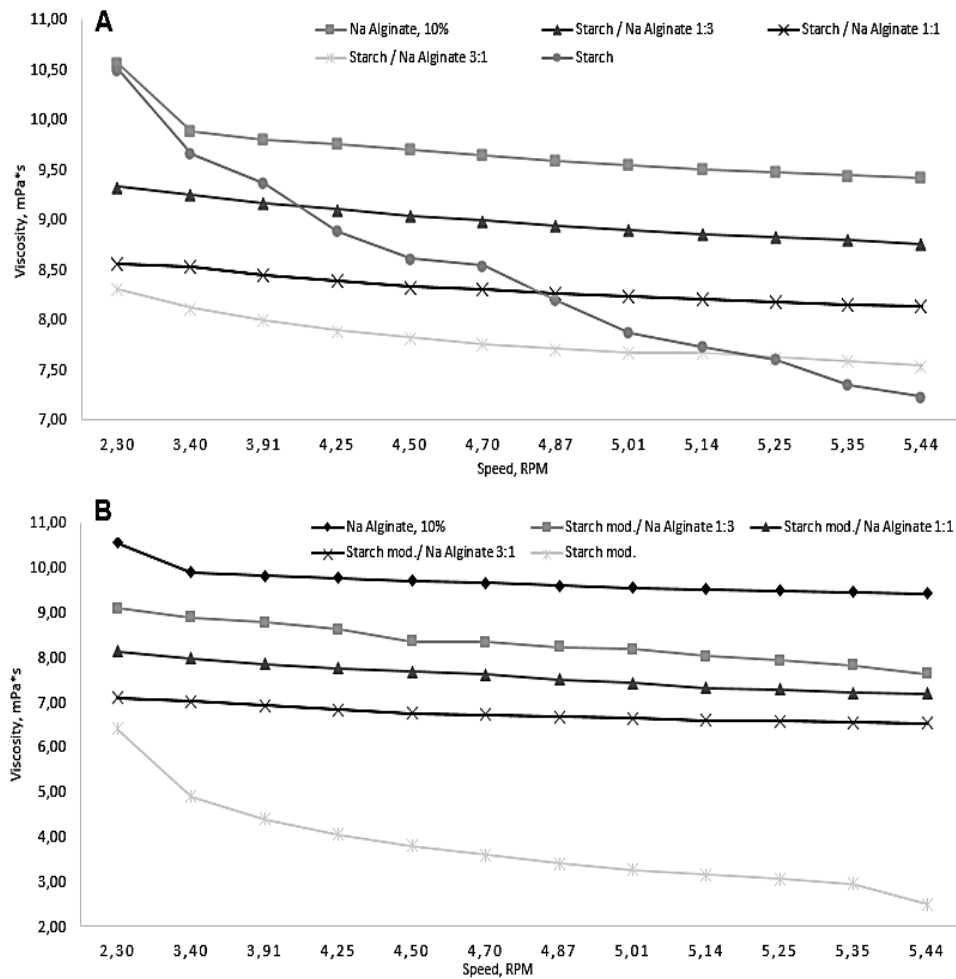 A
Na Alginate, 10% Starch / Na Alginate 1:3 Starch / Na Alginate 1:1
Starch / Na Alginate 3:1 Starch
11,00
10,50
10,00
9,50
9,00
8,50
8,00
7,50
7,00
Viscosity, mPa*s
2,30 3,40 3,91 4,25 4,50 4,70 4,87 5,01 5,14 5,25 5,35 5,44
Speed, RPM
B
Na Alginate, 10% Starch mod./ Na Alginate 1:3 Starch mod./ Na Alginate 1:1
Starch mod./ Na Alginate 3:1 Starch mod.
11,00
10,00
9,00
8,00
7,00
6,00
5,00
4,00
3,00
2,00
Viscosity, mPa*s
2,30 3,40 3,91 4,25 4,50 4,70 4,87 5,01 5,14 5,25 5,35 5,44
Speed, RPM